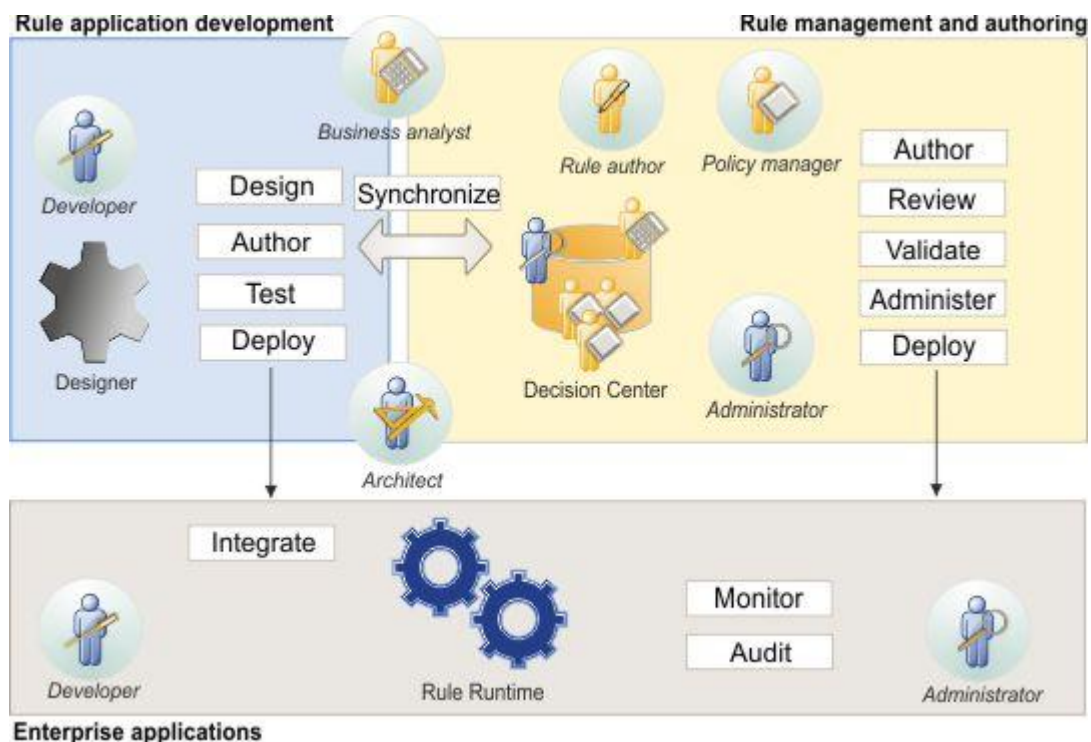 Rule application development
Rule management and authoring
Business analyst
Developer
Rule author
Policy manager
Design
Synchronize
Author
Test
Deploy
Designer
Architect
Decision Center
Administrator
Author
Review
Validate
Administer
Deploy
Integrate
Developer
Rule Runtime
Monitor
Audit
Administrator
Enterprise applications